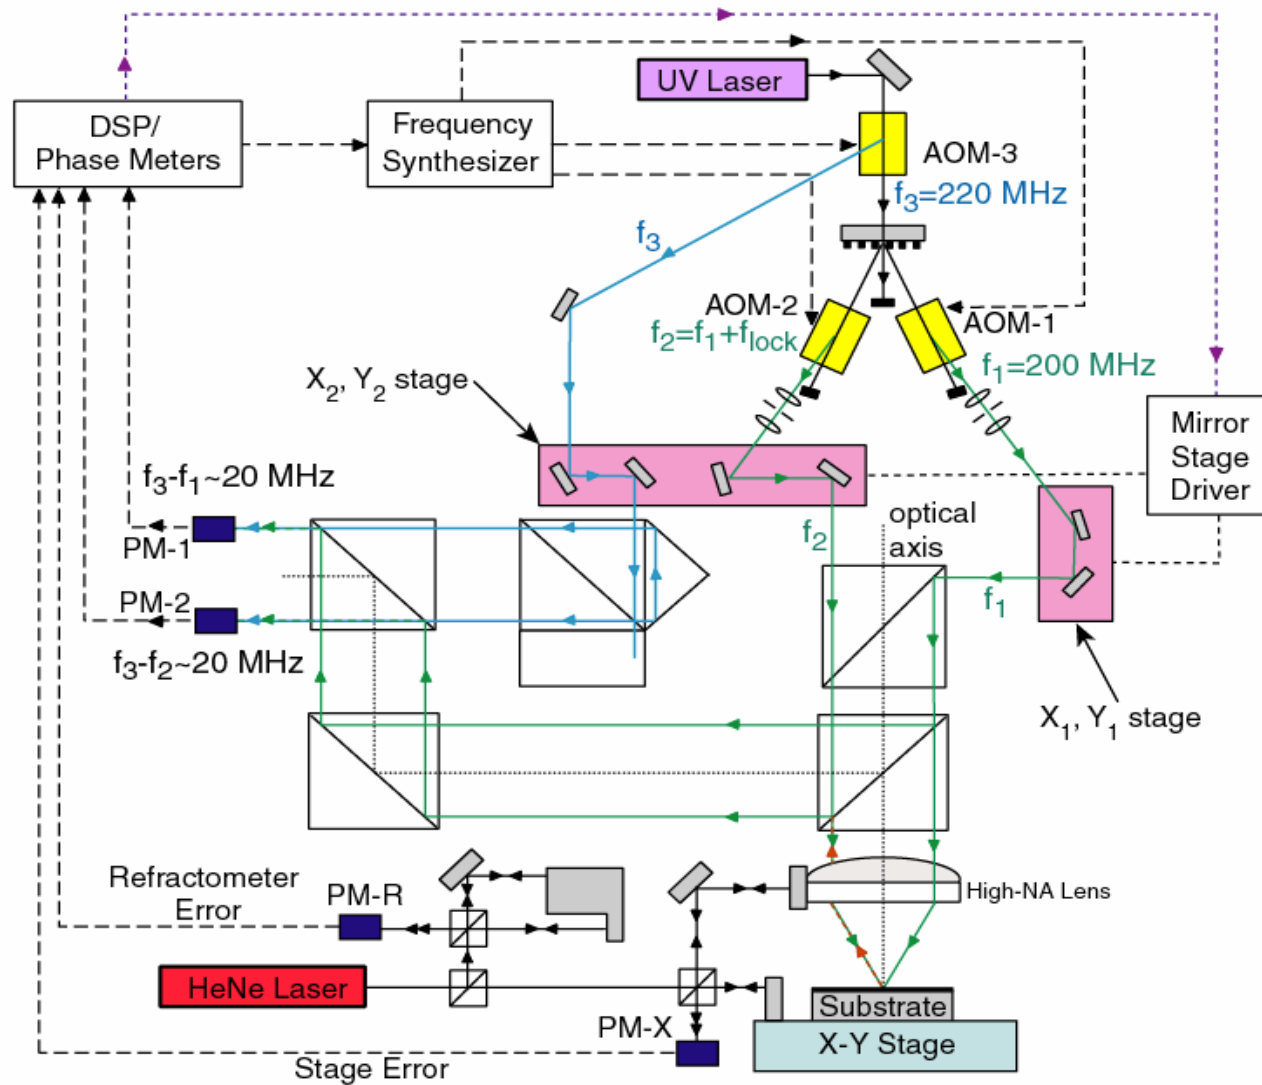 UV Laser
DSP/
Phase Meters
Frequency
Synthesizer
AOM-3
f₃=220 MHz
f₃
AOM-2
f₂=f₁+f_lock
AOM-1
f₁=200 MHz
X₂, Y₂ stage
Mirror
Stage
Driver
f₃-f₁~20 MHz
PM-1
optical
axis
f₂
f₁
PM-2
f₃-f₂~20 MHz
X₁, Y₁ stage
Refractometer
Error
PM-R
High-NA Lens
HeNe Laser
Substrate
PM-X
X-Y Stage
Stage Error